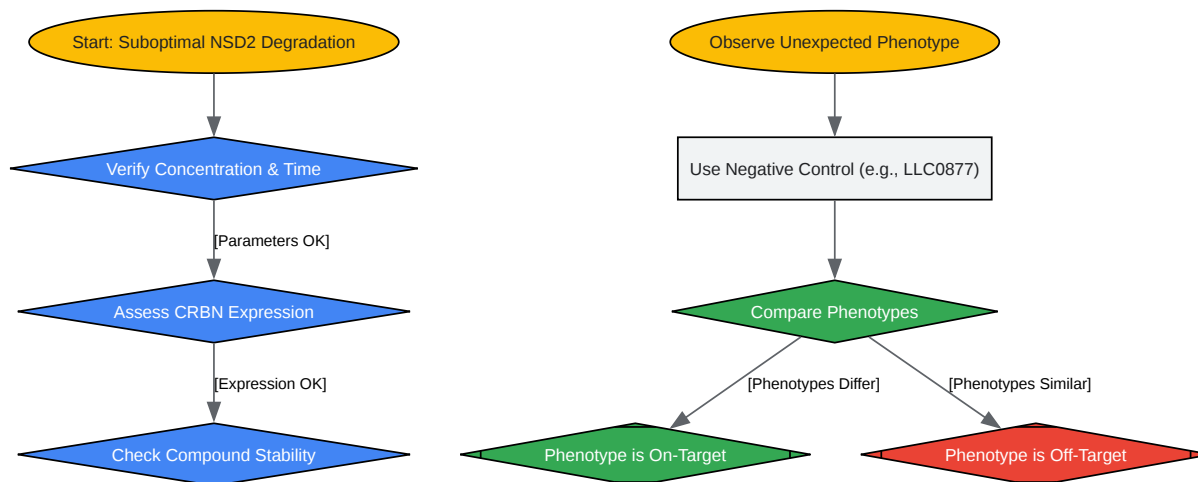 Start: Suboptimal NSD2 Degradation
Verify Concentration & Time
[Parameters OK]
Assess CRBN Expression
[Expression OK]
Check Compound Stability
Observe Unexpected Phenotype
Use Negative Control (e.g., LLC0877)
Compare Phenotypes
[Phenotypes Differ]
[Phenotypes Similar]
Phenotype is On-Target
Phenotype is Off-Target